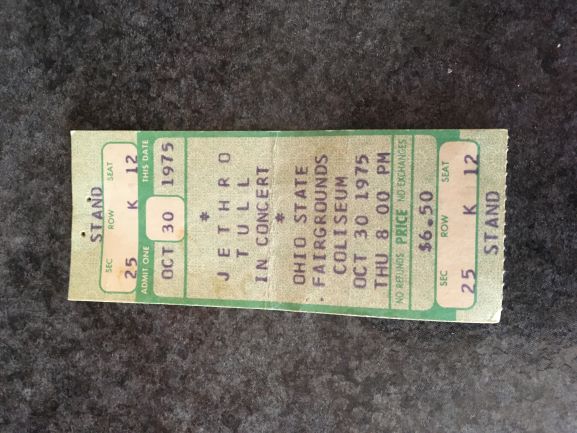 STAND
SEC ROW SEAT
25 K 12
ADMIT ONE THIS DATE
OCT 30 1975
*
J E T H R O
T U L L
IN CONCERT
*
OHIO STATE
FAIRGROUNDS
COLISEUM
OCT 30 1975
THU 8 00 PM
NO REFUNDS PRICE NO EXCHANGES
$6.50
SEC ROW SEAT
25 K 12
STAND